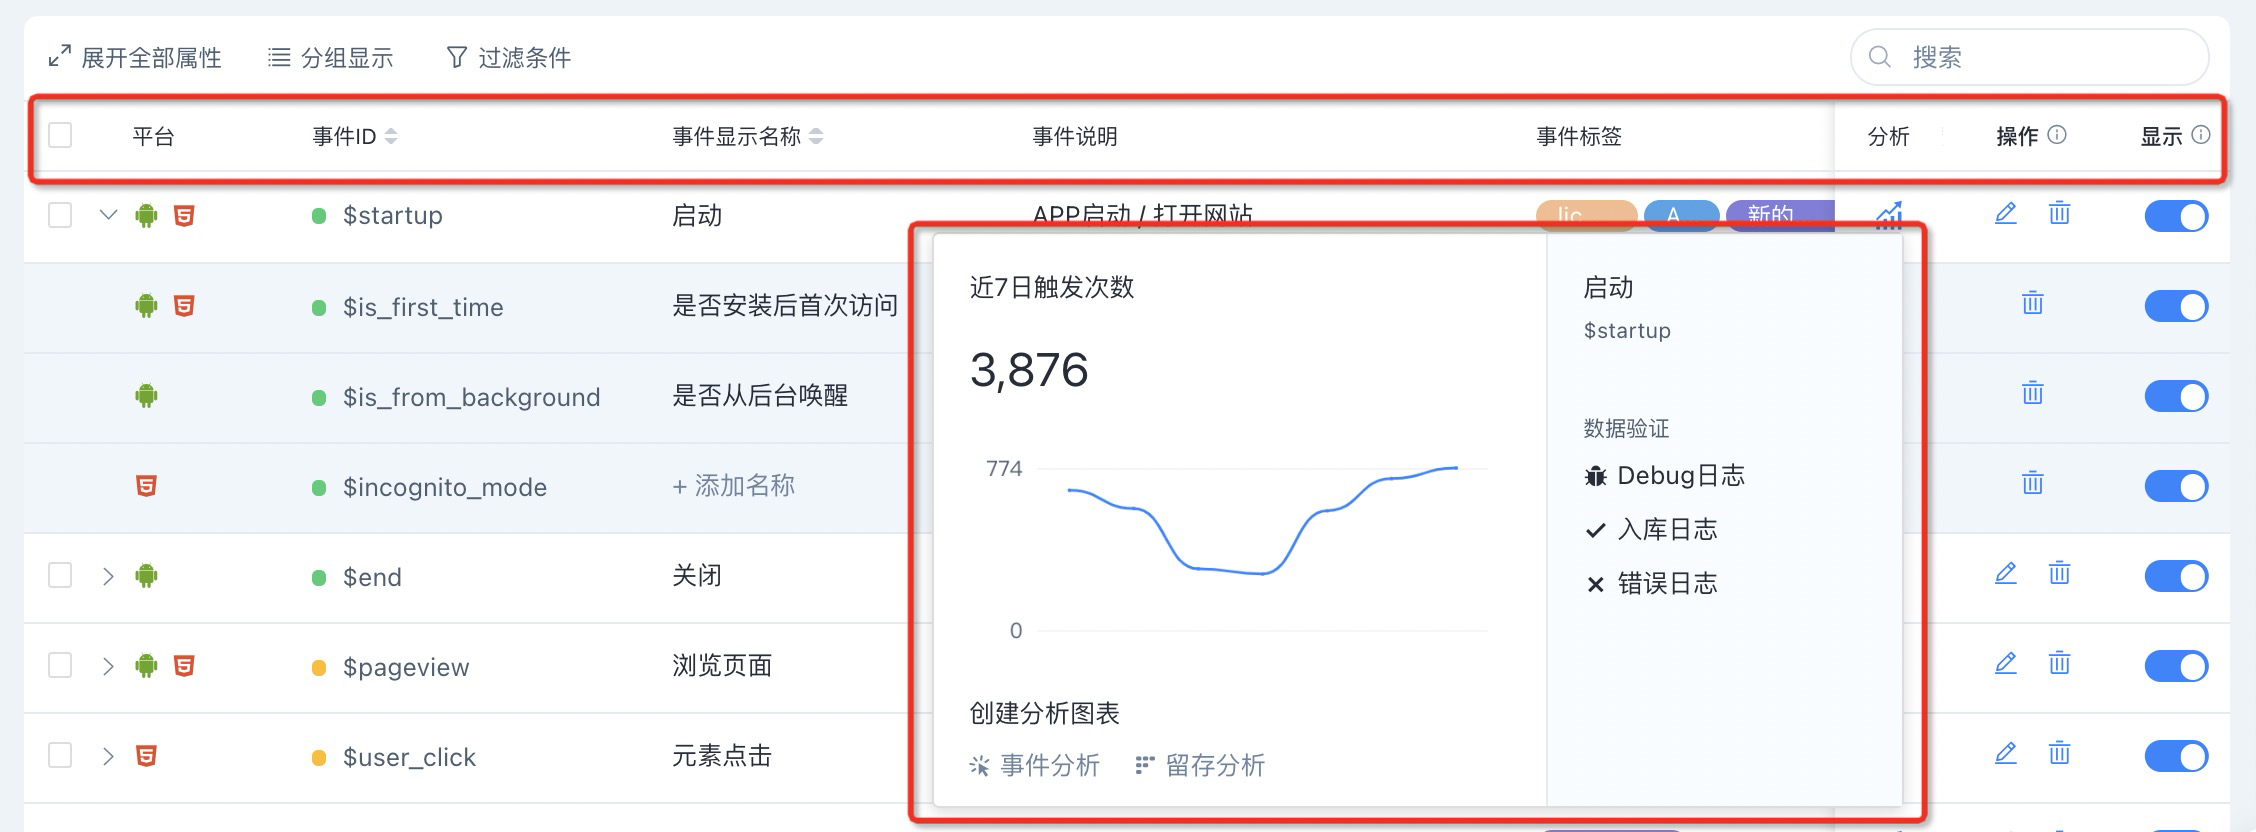 展开全部属性 分组显示 过滤条件 搜索
平台 事件ID 事件显示名称 事件说明 事件标签 分析 操作 显示
$startup 启动 APP启动 / 打开网站 A 新的
$is_first_time 是否安装后首次访问
$is_from_background 是否从后台唤醒
$incognito_mode + 添加名称
$end 关闭
$pageview 浏览页面
$user_click 元素点击
近7日触发次数
3,876
774
0
创建分析图表
事件分析 留存分析
启动
$startup
数据验证
Debug日志
入库日志
错误日志